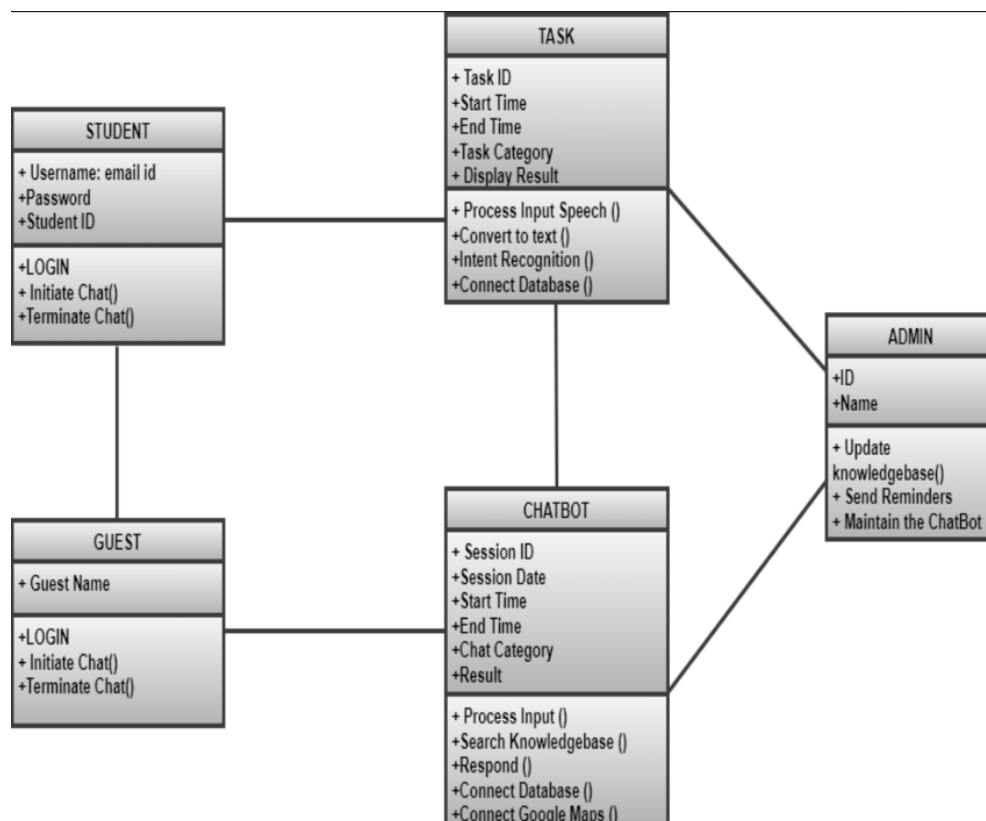 TASK
+ Task ID
+Start Time
+End Time
+Task Category
+ Display Result
+ Process Input Speech ()
+Convert to text ()
+Intent Recognition ()
+Connect Database ()
STUDENT
+ Username: email id
+Password
+Student ID
+LOGIN
+ Initiate Chat()
+Terminate Chat()
ADMIN
+ID
+Name
+ Update
knowledgebase()
+ Send Reminders
+ Maintain the ChatBot
GUEST
+ Guest Name
+LOGIN
+ Initiate Chat()
+Terminate Chat()
CHATBOT
+ Session ID
+Session Date
+Start Time
+End Time
+Chat Category
+Result
+ Process Input ()
+Search Knowledgebase ()
+Respond ()
+Connect Database ()
+Connect Google Maps ()